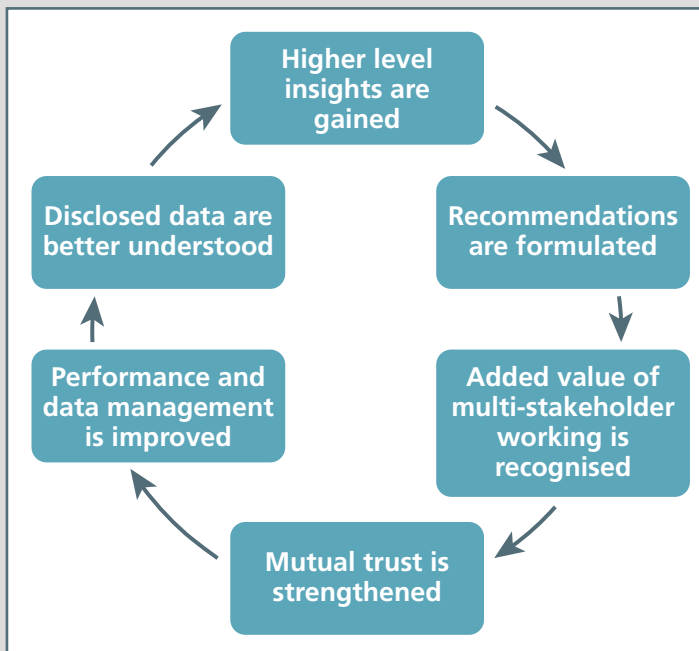 Higher level
insights are
gained
Recommendations
are formulated
Added value of
multi-stakeholder
working is
recognised
Mutual trust is
strengthened
Performance and
data management
is improved
Disclosed data are
better understood